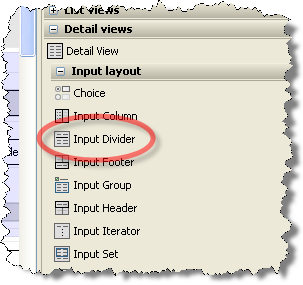 List views
Detail views
Detail View
Input layout
Choice
Input Column
Input Divider
Input Footer
Input Group
Input Header
Input Iterator
Input Set